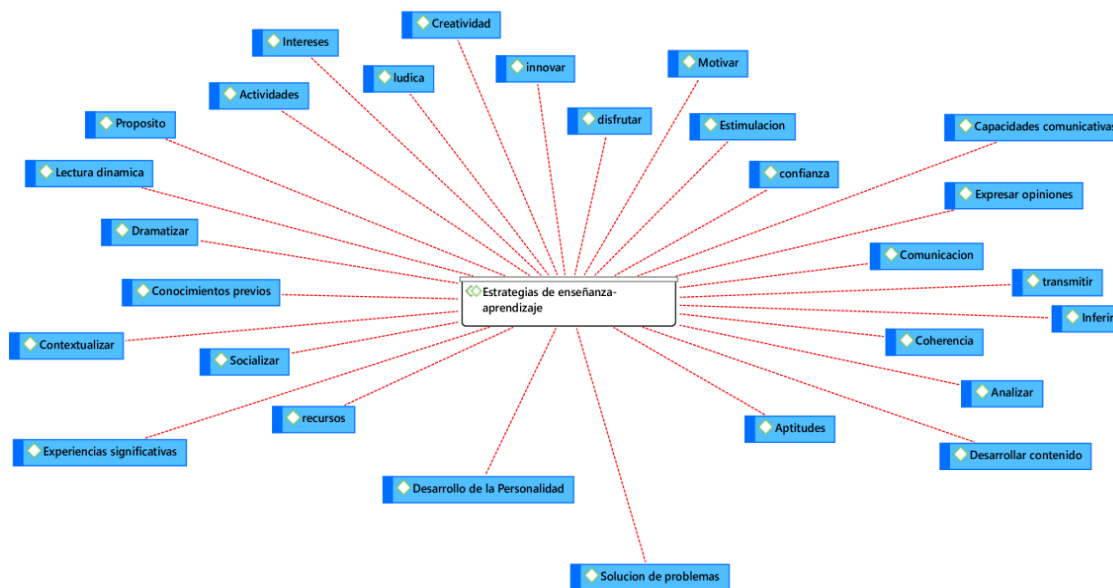 Creatividad
Intereses
innovar
Motivar
ludica
Actividades
disfrutar
Proposito
Estimulacion
Capacidades comunicativas
Lectura dinamica
confianza
Expresar opiniones
Dramatizar
Comunicacion
transmitir
Conocimientos previos
Estrategias de enseñanza-
aprendizaje
Inferir
Contextualizar
Socializar
Coherencia
Analizar
recursos
Aptitudes
Experiencias significativas
Desarrollar contenido
Desarrollo de la Personalidad
Solucion de problemas